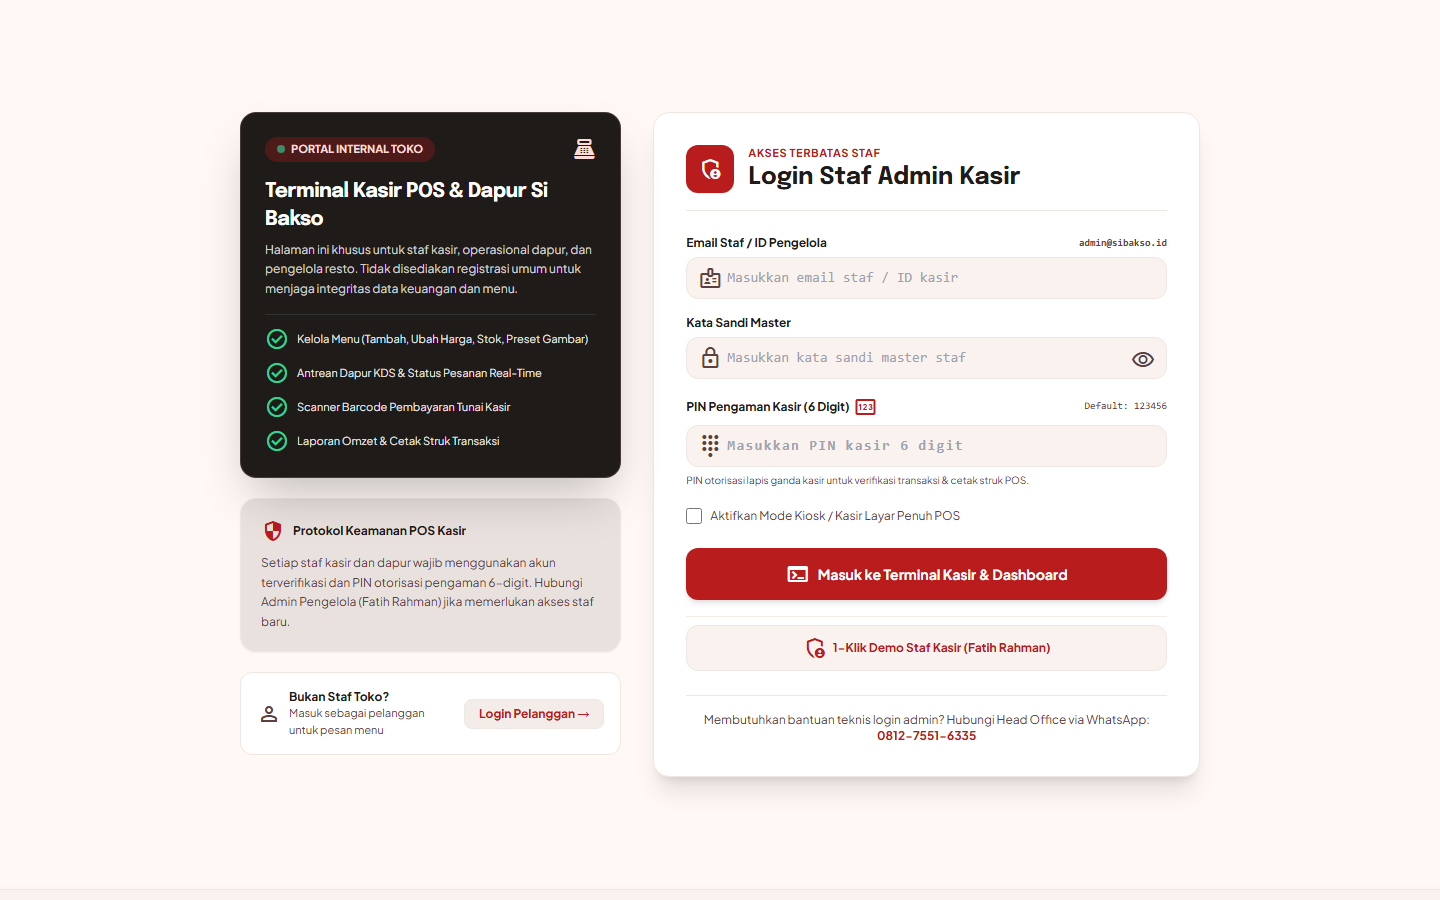 PORTAL INTERNAL TOKO
Terminal Kasir POS & Dapur Si
Bakso
Halaman ini khusus untuk staf kasir, operasional dapur, dan
pengelola resto. Tidak disediakan registrasi umum untuk
menjaga integritas data keuangan dan menu.
Kelola Menu (Tambah, Ubah Harga, Stok, Preset Gambar)
Antrean Dapur KDS & Status Pesanan Real-Time
Scanner Barcode Pembayaran Tunai Kasir
Laporan Omzet & Cetak Struk Transaksi
Protokol Keamanan POS Kasir
Setiap staf kasir dan dapur wajib menggunakan akun
terverifikasi dan PIN otorisasi pengaman 6-digit. Hubungi
Admin Pengelola (Fatih Rahman) jika memerlukan akses staf
baru.
Bukan Staf Toko?
Masuk sebagai pelanggan
untuk pesan menu
Login Pelanggan →
AKSES TERBATAS STAF
Login Staf Admin Kasir
Email Staf / ID Pengelola
admin@sibakso.id
Masukkan email staf / ID kasir
Kata Sandi Master
Masukkan kata sandi master staf
PIN Pengaman Kasir (6 Digit) 123
Default: 123456
Masukkan PIN kasir 6 digit
PIN otorisasi lapis ganda kasir untuk verifikasi transaksi & cetak struk POS.
Aktifkan Mode Kiosk / Kasir Layar Penuh POS
Masuk ke Terminal Kasir & Dashboard
1-Klik Demo Staf Kasir (Fatih Rahman)
Membutuhkan bantuan teknis login admin? Hubungi Head Office via WhatsApp:
0812-7551-6335